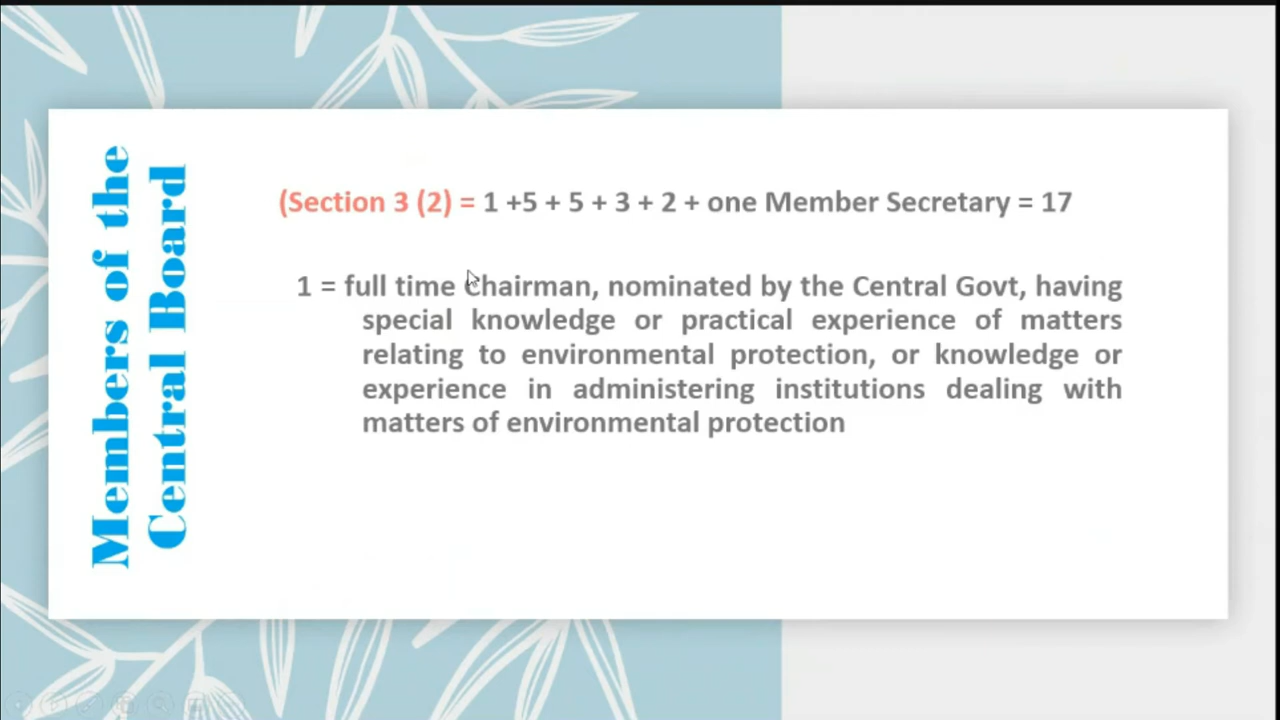 Members of the
Central Board
(Section 3 (2) = 1 +5 + 5 + 3 + 2 + one Member Secretary = 17
1 = full time Chairman, nominated by the Central Govt, having
special knowledge or practical experience of matters
relating to environmental protection, or knowledge or
experience in administering institutions dealing with
matters of environmental protection